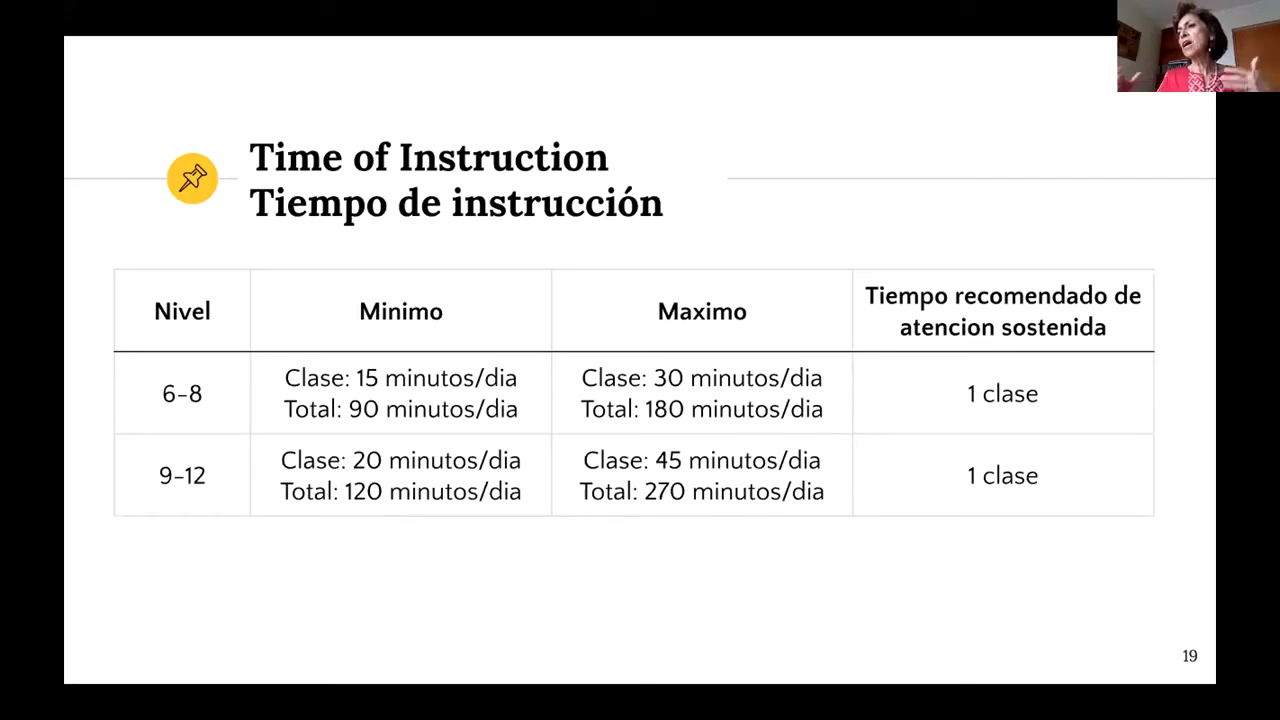 Time of Instruction
Tiempo de instrucción
Nivel
Minimo
Maximo
Tiempo recomendado de
atencion sostenida
6-8
Clase: 15 minutos/dia
Total: 90 minutos/dia
Clase: 30 minutos/dia
Total: 180 minutos/dia
1 clase
9-12
Clase: 20 minutos/dia
Total: 120 minutos/dia
Clase: 45 minutos/dia
Total: 270 minutos/dia
1 clase
19